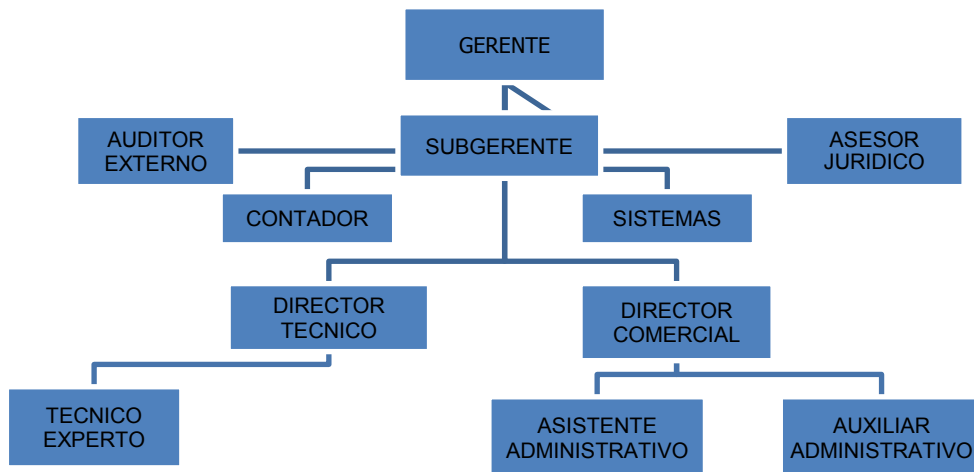 GERENTE
AUDITOR
EXTERNO
SUBGERENTE
ASESOR
JURIDICO
CONTADOR
SISTEMAS
DIRECTOR
TECNICO
DIRECTOR
COMERCIAL
TECNICO
EXPERTO
ASISTENTE
ADMINISTRATIVO
AUXILIAR
ADMINISTRATIVO